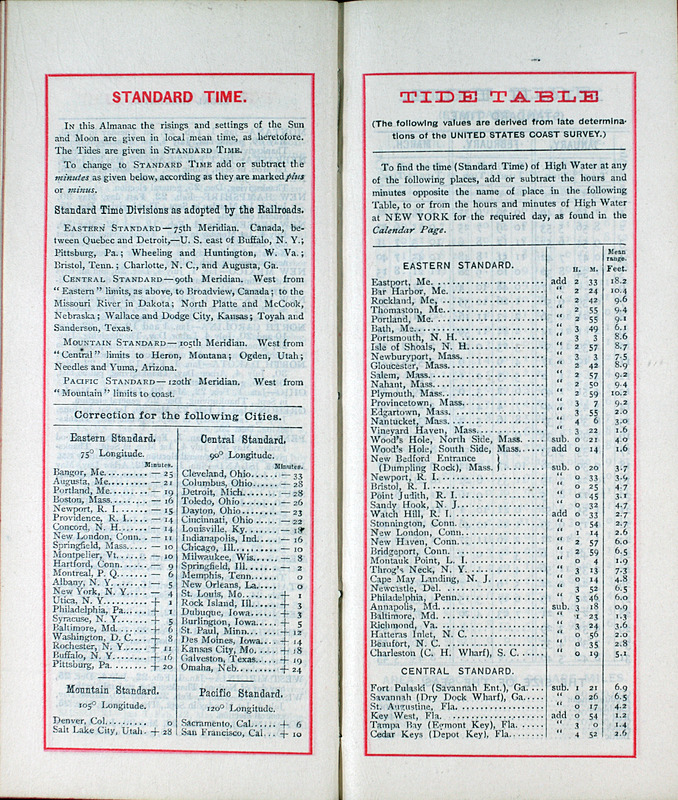 STANDARD TIME.
In this Almanac the risings and settings of the Sun
and Moon are given in local mean time, as heretofore.
The Tides are given in Standard Time.
To change to Standard Time add or subtract the
minutes as given below, according as they are marked plus
or minus.
Standard Time Divisions as adopted by the Railroads.
Eastern Standard—75th Meridian. Canada, be-
tween Quebec and Detroit,—U. S. east of Buffalo, N. Y.;
Pittsburg, Pa.; Wheeling and Huntington, W. Va.;
Bristol, Tenn.; Charlotte, N. C., and Augusta, Ga.
Central Standard—90th Meridian. West from
"Eastern" limits, as above, to Broadview, Canada; to the
Missouri River in Dakota; North Platte and McCook,
Nebraska; Wallace and Dodge City, Kansas; Toyah and
Sanderson, Texas.
Mountain Standard—105th Meridian. West from
"Central" limits to Heron, Montana; Ogden, Utah;
Needles and Yuma, Arizona.
Pacific Standard—120th Meridian. West from
"Mountain" limits to coast.
Correction for the following Cities.
Eastern Standard.
75° Longitude.
Minutes.
Bangor, Me. — 25
Augusta, Me. — 21
Portland, Me. — 19
Boston, Mass. — 16
Newport, R. I. — 15
Providence, R. I. — 14
Concord, N. H. — 14
New London, Conn. — 11
Springfield, Mass. — 10
Montpelier, Vt. — 10
Hartford, Conn. — 9
Montreal, P. Q. — 6
Albany, N. Y. — 5
New York, N. Y. — 4
Utica, N. Y. + 1
Philadelphia, Pa. + 1
Syracuse, N. Y. + 5
Baltimore, Md. + 6
Washington, D. C. + 8
Rochester, N. Y. + 11
Buffalo, N. Y. + 16
Pittsburg, Pa. + 20
Mountain Standard.
105° Longitude.
Denver, Col. 0
Salt Lake City, Utah. + 28
Central Standard.
90° Longitude.
Minutes.
Cleveland, Ohio — 33
Columbus, Ohio — 28
Detroit, Mich. — 28
Toledo, Ohio — 26
Dayton, Ohio — 23
Cincinnati, Ohio — 22
Louisville, Ky. — 18
Indianapolis, Ind. — 16
Chicago, Ill. — 10
Milwaukee, Wis. — 8
Springfield, Ill. — 2
Memphis, Tenn. 0
New Orleans, La. 0
St. Louis, Mo. + 1
Rock Island, Ill. + 3
Dubuque, Iowa + 3
Burlington, Iowa + 5
St. Paul, Minn. + 12
Des Moines, Iowa + 14
Kansas City, Mo. + 18
Galveston, Texas + 19
Omaha, Neb. + 24
Pacific Standard.
120° Longitude.
Sacramento, Cal. + 6
San Francisco, Cal. + 10
TIDE TABLE
(The following values are derived from late determina-
tions of the UNITED STATES COAST SURVEY.)
To find the time (Standard Time) of High Water at any
of the following places, add or subtract the hours and
minutes opposite the name of place in the following
Table, to or from the hours and minutes of High Water
at NEW YORK for the required day, as found in the
Calendar Page.
EASTERN STANDARD. H. M. Mean range. Feet.
Eastport, Me. add 2 33 18.2
Bar Harbor, Me. " 2 24 10.4
Rockland, Me, " 2 42 9.6
Thomaston, Me. " 2 55 9.4
Portland, Me. " 2 55 9.1
Bath, Me. " 3 49 6.1
Portsmouth, N. H. " 3 3 8.6
Isle of Shoals, N. H. " 2 57 8.7
Newburyport, Mass. " 3 3 7.5
Gloucester, Mass. " 2 42 8.9
Salem, Mass. " 2 57 9.2
Nahant, Mass. " 2 50 9.4
Plymouth, Mass. " 2 59 10.2
Provincetown, Mass. " 3 7 9.2
Edgartown, Mass. " 3 55 2.0
Nantucket, Mass. " 4 6 3.0
Vineyard Haven, Mass. " 3 22 1.6
Wood's Hole, North Side, Mass. sub. 0 21 4.0
Wood's Hole, South Side, Mass. add 0 14 1.6
New Bedford Entrance
(Dumpling Rock), Mass. } sub. 0 20 3.7
Newport, R. I. " 0 33 3.9
Bristol, R. I. " 0 25 4.7
Point Judith, R. I. " 0 45 3.1
Sandy Hook, N. J. " 0 32 4.7
Watch Hill, R. I. add 0 33 2.7
Stonnington, Conn. " 0 54 2.7
New London, Conn. " 1 14 2.6
New Haven, Conn. " 2 57 6.0
Bridgeport, Conn. " 2 59 6.5
Montauk Point, L. I. " 0 4 1.9
Throg's Neck, N. Y. " 3 13 7.3
Cape May Landing, N. J. " 0 14 4.8
Newcastle, Del. " 3 52 6.5
Philadelphia, Penn. " 5 46 6.0
Annapolis, Md. sub. 3 18 0.9
Baltimore, Md. " 1 23 1.3
Richmond, Va. " 3 24 3.6
Hatteras Inlet, N. C. " 0 56 2.0
Beaufort, N. C. " 0 35 2.8
Charleston (C. H. Wharf), S. C. " 0 19 5.1
CENTRAL STANDARD.
Fort Pulaski (Savannah Ent.), Ga. sub. 1 21 6.9
Savannah (Dry Dock Wharf), Ga. " 0 26 6.5
St. Augustine, Fla. " 0 17 4.2
Key West, Fla. add 0 54 1.2
Tampa Bay (Egmont Key), Fla. " 3 0 1.4
Cedar Keys (Depot Key), Fla. " 4 52 2.6